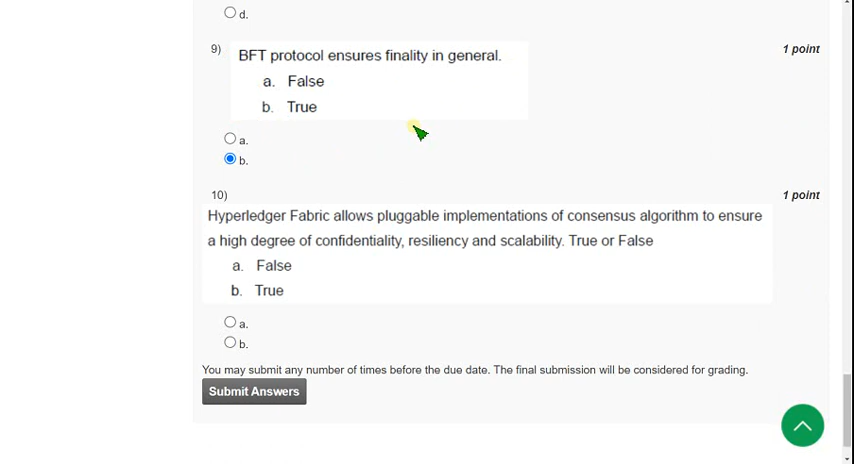 d.
9)
1 point
BFT protocol ensures finality in general.
a. False
b. True
a.
b.
10)
1 point
Hyperledger Fabric allows pluggable implementations of consensus algorithm to ensure
a high degree of confidentiality, resiliency and scalability. True or False
a. False
b. True
a.
b.
You may submit any number of times before the due date. The final submission will be considered for grading.
Submit Answers